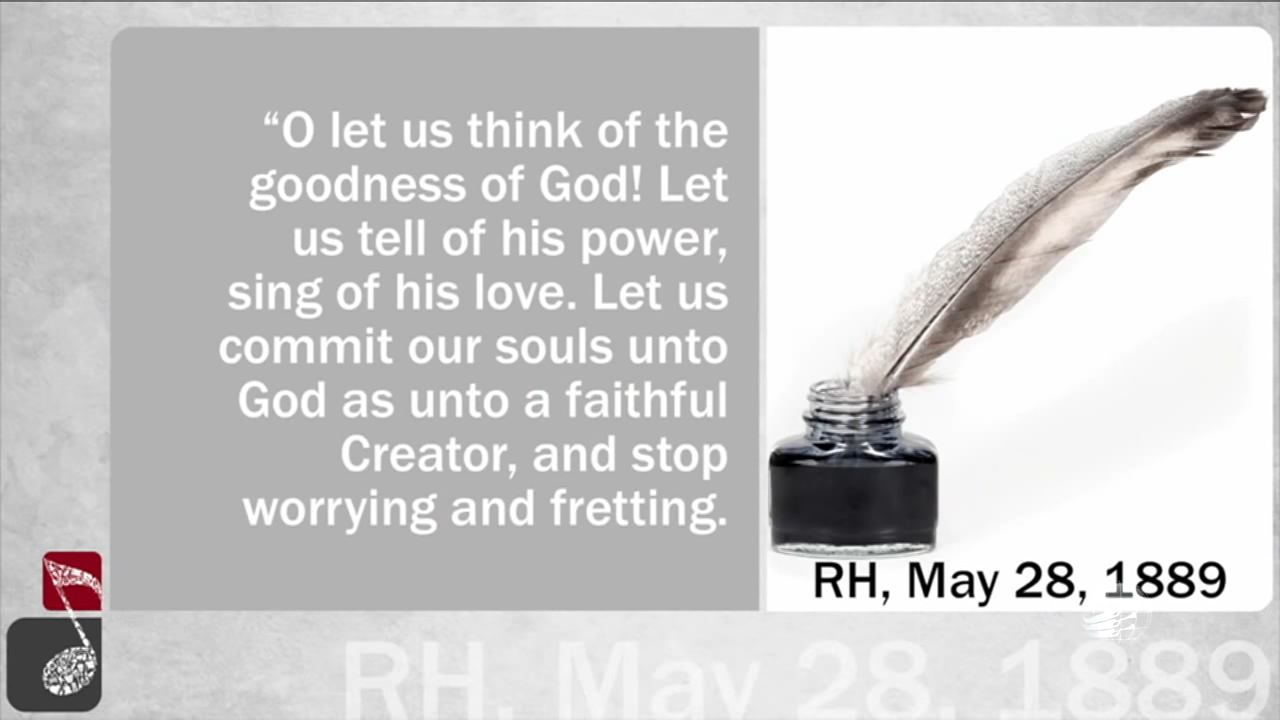 “O let us think of the
goodness of God! Let
us tell of his power,
sing of his love. Let us
commit our souls unto
God as unto a faithful
Creator, and stop
worrying and fretting.
RH, May 28, 1889
RH, May 28, 1889